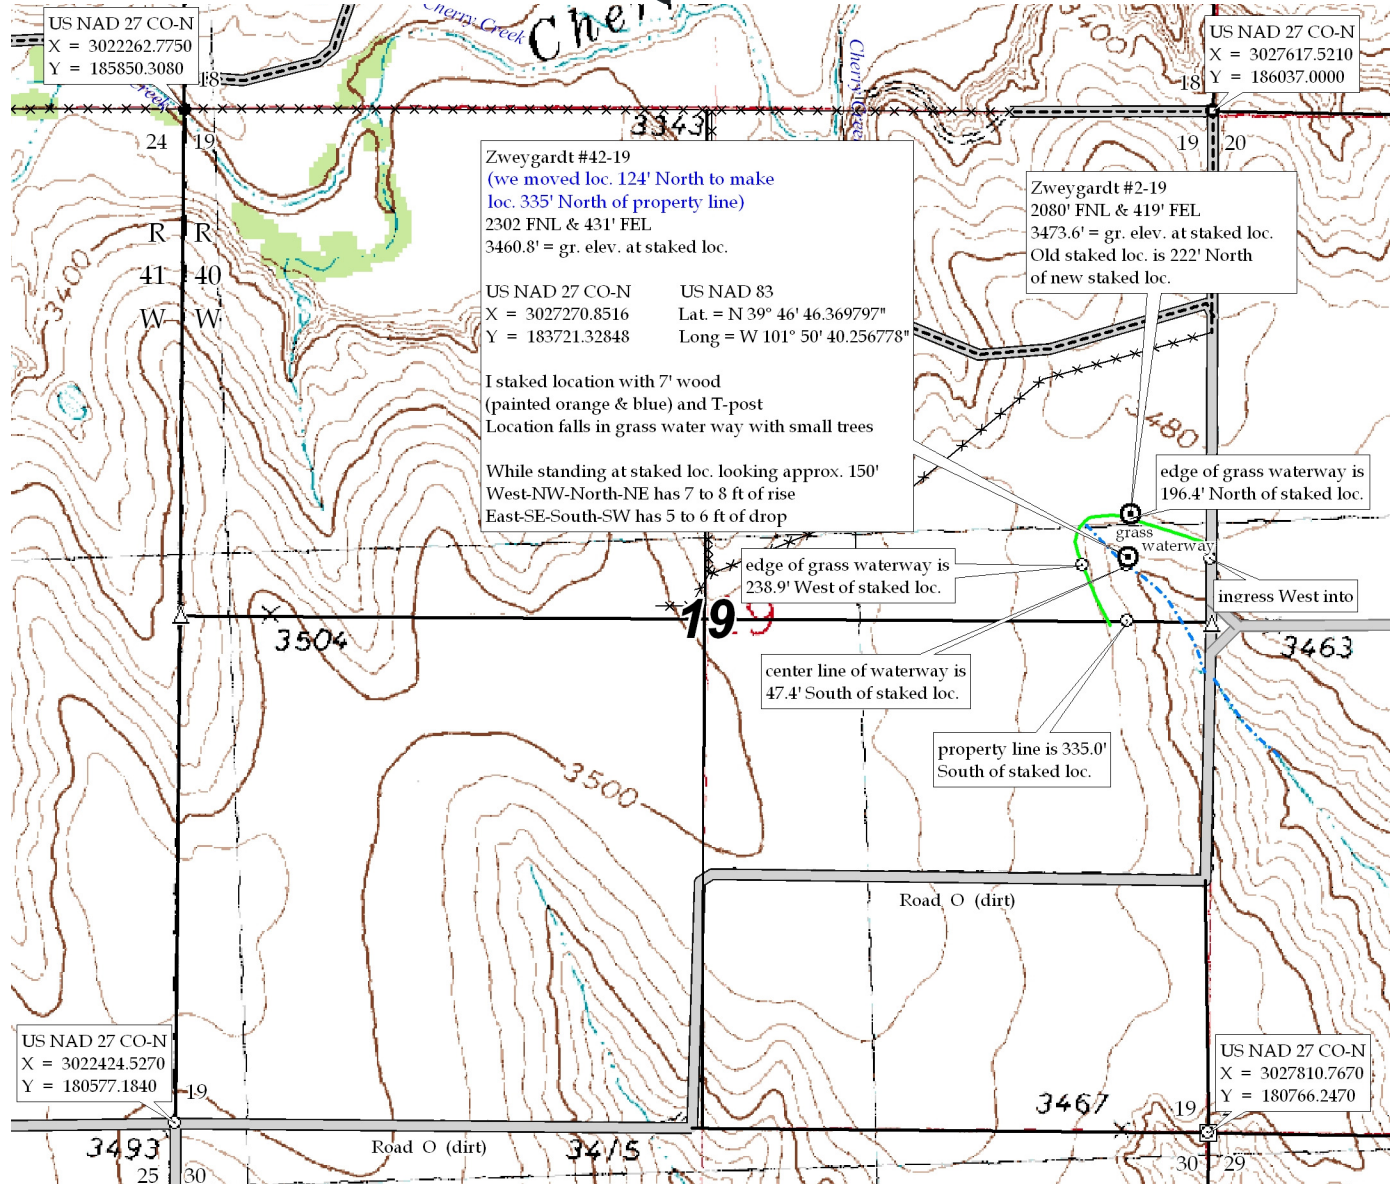 US NAD 27 CO-N
X = 3022262.7750
Y = 185850.3080
Cherry Creek
Cherry
US NAD 27 CO-N
X = 3027617.5210
Y = 186037.0000
3400
18
18
Creek
Cherry Creek
24
19
3343
19
20
Zweygardt #42-19
(we moved loc. 124' North to make
loc. 335' North of property line)
2302 FNL & 431' FEL
3460.8' = gr. elev. at staked loc.
US NAD 27 CO-N
X = 3027270.8516
Y = 183721.32848
US NAD 83
Lat. = N 39° 46' 46.369797"
Long = W 101° 50' 40.256778"
I staked location with 7' wood
(painted orange & blue) and T-post
Location falls in grass water way with small trees
While standing at staked loc. looking approx. 150'
West-NW-North-NE has 7 to 8 ft of rise
East-SE-South-SW has 5 to 6 ft of drop
Zweygardt #2-19
2080' FNL & 419' FEL
3473.6' = gr. elev. at staked loc.
Old staked loc. is 222' North
of new staked loc.
R
R
41
40
W
W
3400
3480
edge of grass waterway is
196.4' North of staked loc.
grass
waterway
edge of grass waterway is
238.9' West of staked loc.
ingress West into
19
3504
3463
center line of waterway is
47.4' South of staked loc.
property line is 335.0'
South of staked loc.
3500
Road O (dirt)
US NAD 27 CO-N
X = 3022424.5270
Y = 180577.1840
19
US NAD 27 CO-N
X = 3027810.7670
Y = 180766.2470
3467
19
3493
Road O (dirt)
3475
25
30
30
29